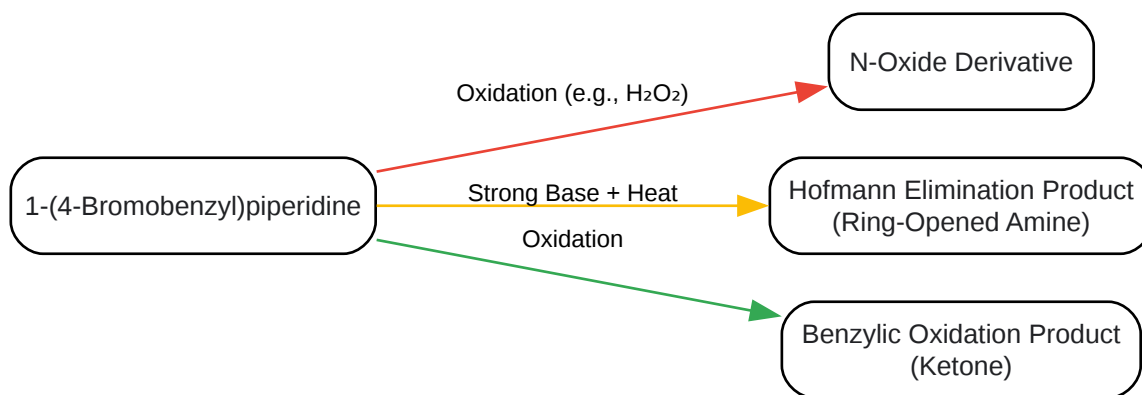 N-Oxide Derivative
Oxidation (e.g., H₂O₂)
1-(4-Bromobenzyl)piperidine
Strong Base + Heat
Hofmann Elimination Product
(Ring-Opened Amine)
Oxidation
Benzylic Oxidation Product
(Ketone)